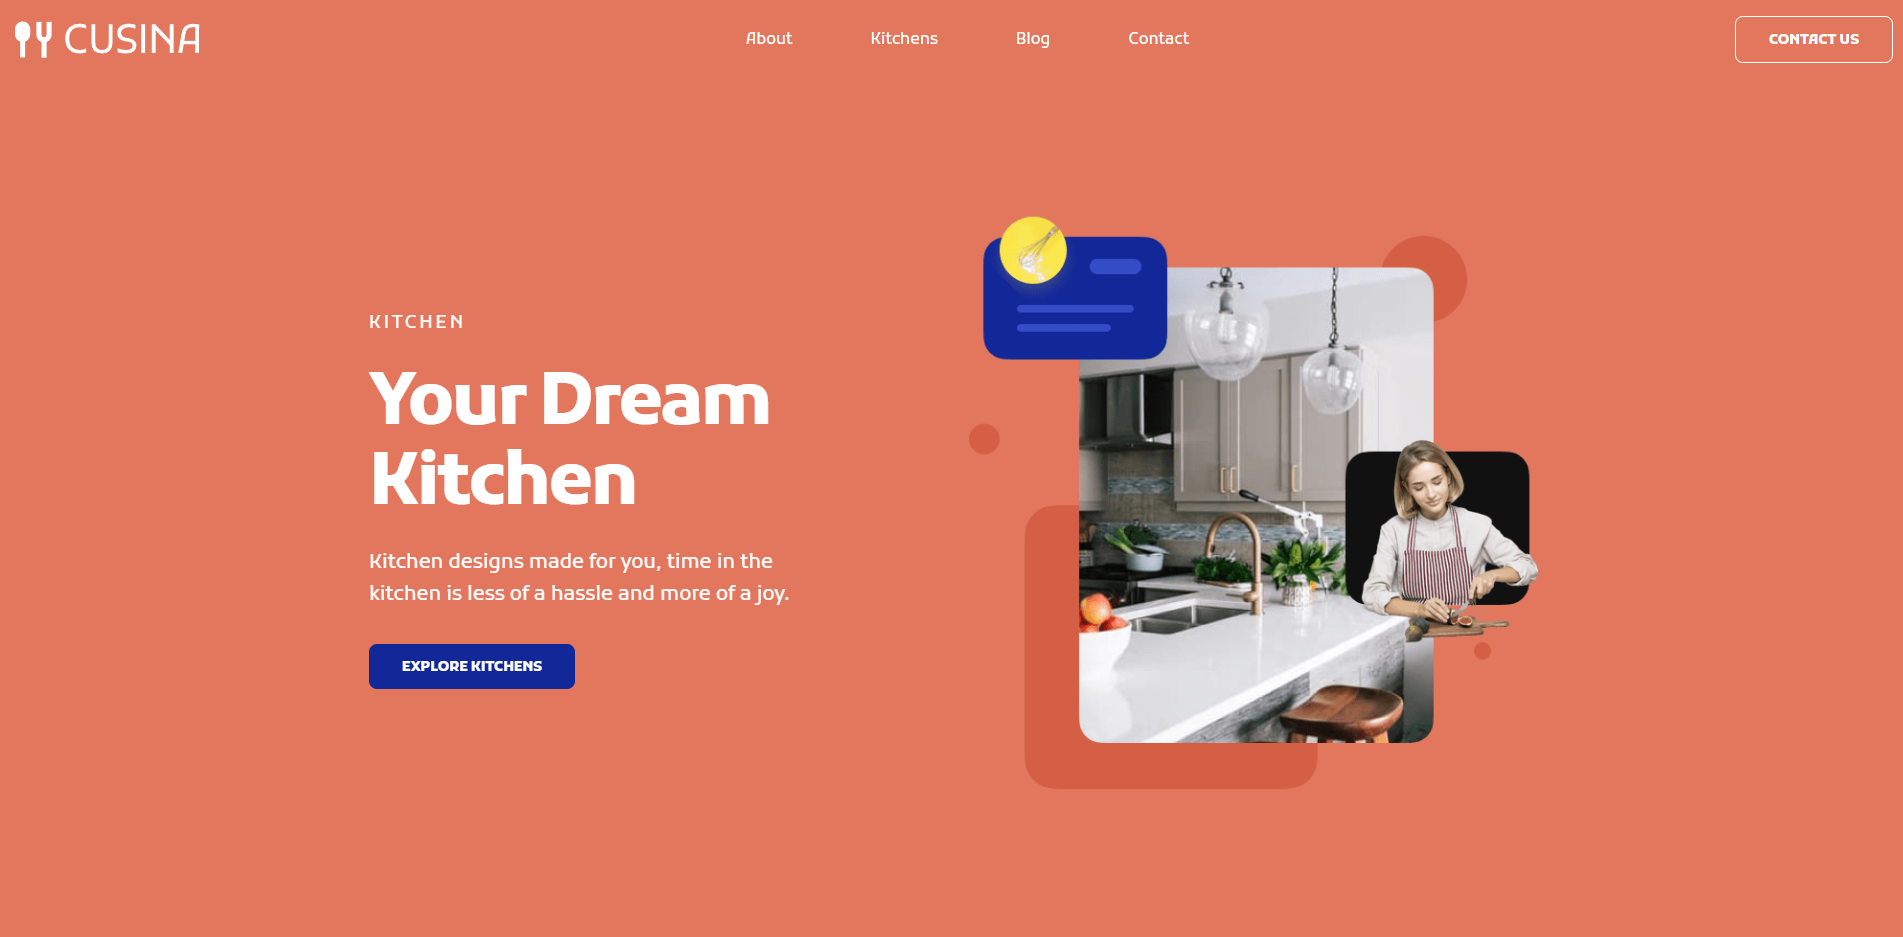 CUSINA
About
Kitchens
Blog
Contact
CONTACT US
KITCHEN
Your Dream
Kitchen
Kitchen designs made for you, time in the
kitchen is less of a hassle and more of a joy.
EXPLORE KITCHENS